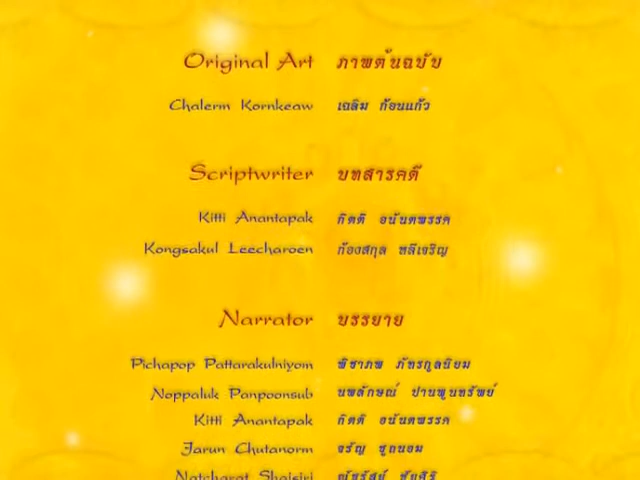 Original Art ภาพต้นฉบับ
Chalerm Kornkeaw เฉลิม ก้อนแก้ว
Scriptwriter บทสารคดี
Kitti Anantapak กิตติ อนันตพรรค
Kongsakul Leecharoen ก้องสกุล หลีเจริญ
Narrator บรรยาย
Pichapop Pattarakulniyom พิชาภพ ภัทรกูลนิยม
Noppaluk Panpoonsub นพลักษณ์ ปานพูนทรัพย์
Kitti Anantapak กิตติ อนันตพรรค
Jarun Chutanorm จรัญ ชูถนอม
Natcharat Shaisiri